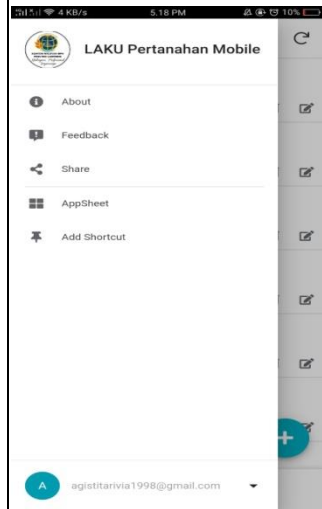 4 KB/s 5.18 PM 10%
LAKU Pertanahan Mobile
About
Feedback
Share
AppSheet
Add Shortcut
A agistitarivia1998@gmail.com